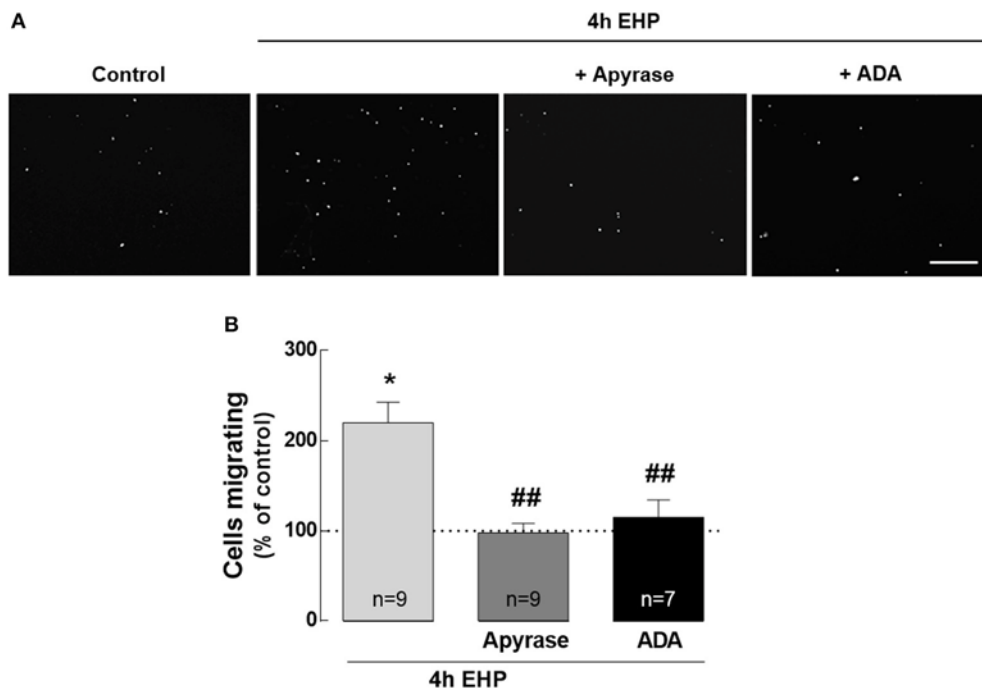 A
4h EHP
Control
+ Apyrase
+ ADA
B
Cells migrating
(% of control)
300
200
100
0
*
##
##
n=9
n=9
n=7
Apyrase
ADA
4h EHP